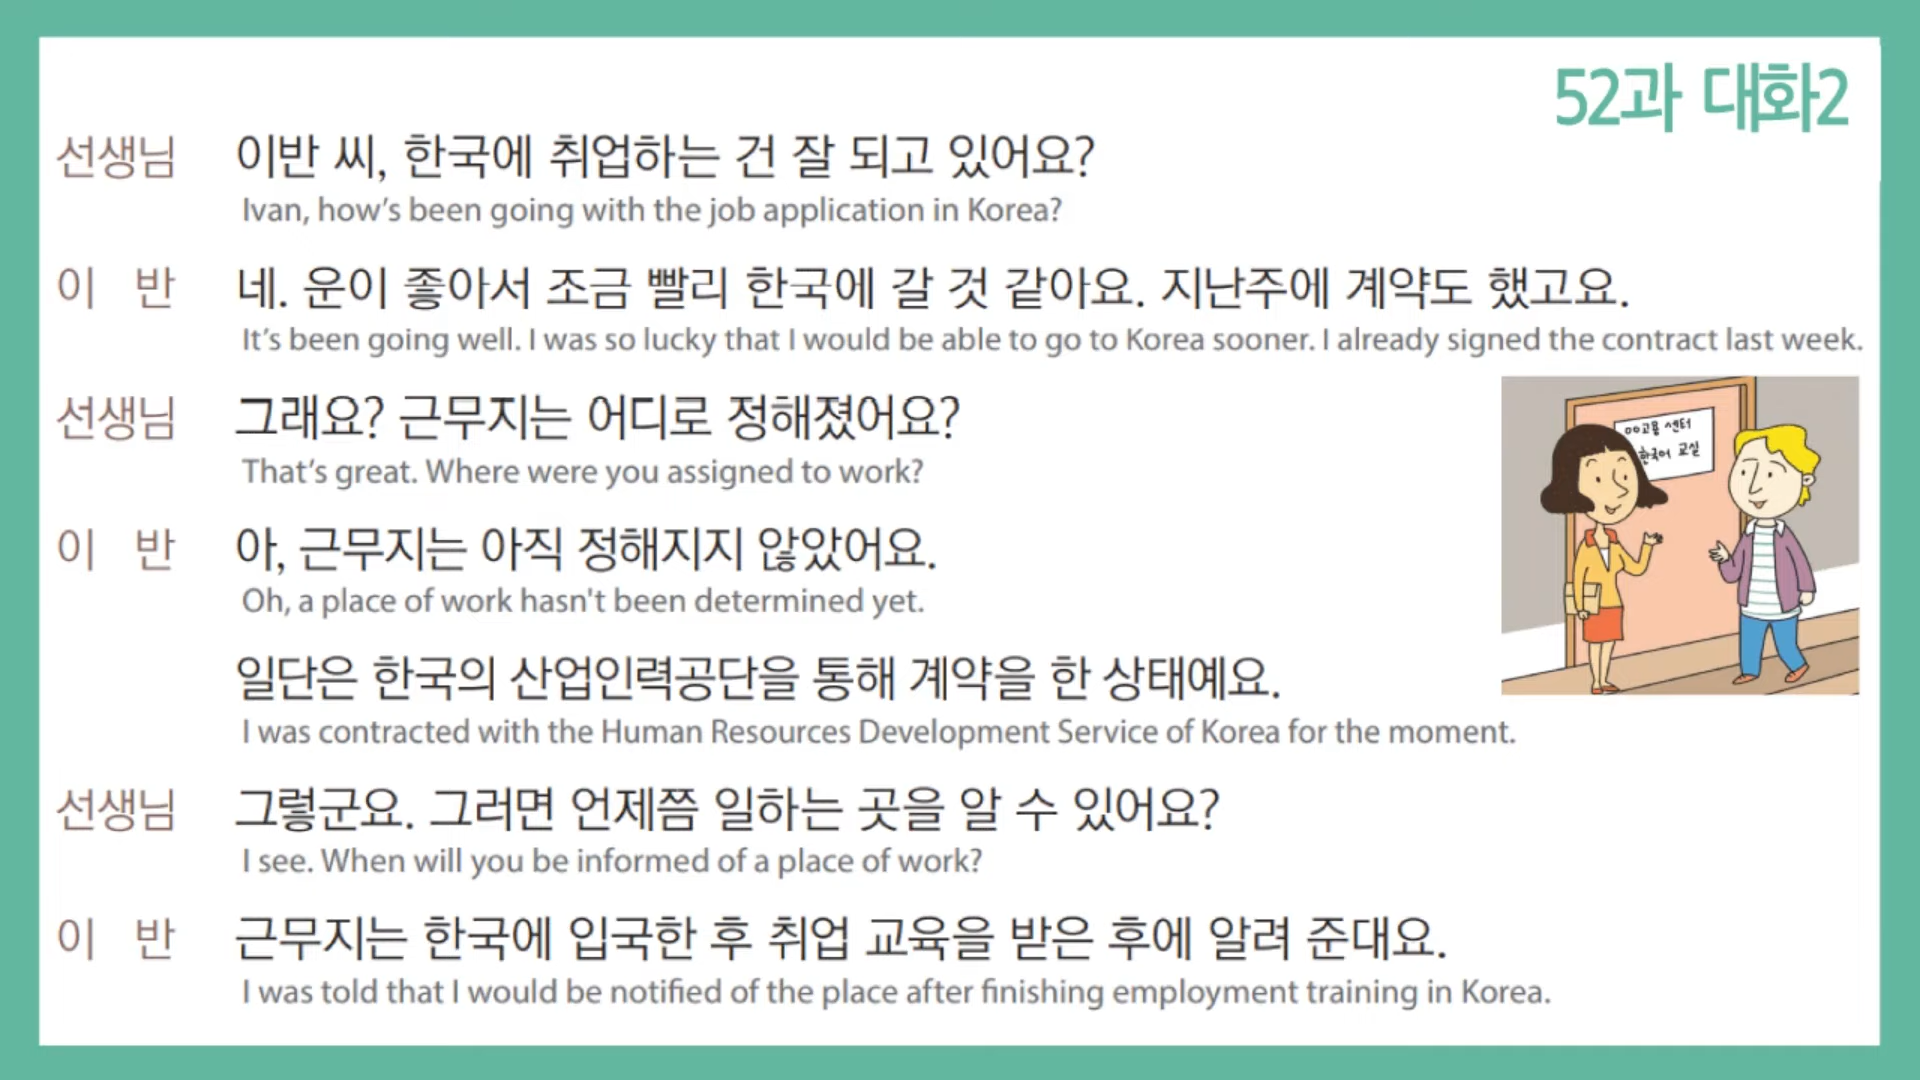 52과 대화2
선생님 이반 씨, 한국에 취업하는 건 잘 되고 있어요?
Ivan, how's been going with the job application in Korea?
이 반 네. 운이 좋아서 조금 빨리 한국에 갈 것 같아요. 지난주에 계약도 했고요.
It's been going well. I was so lucky that I would be able to go to Korea sooner. I already signed the contract last week.
선생님 그래요? 근무지는 어디로 정해졌어요?
That's great. Where were you assigned to work?
OO고용 센터
한국어 교실
이 반 아, 근무지는 아직 정해지지 않았어요.
Oh, a place of work hasn't been determined yet.
일단은 한국의 산업인력공단을 통해 계약을 한 상태예요.
I was contracted with the Human Resources Development Service of Korea for the moment.
선생님 그렇군요. 그러면 언제쯤 일하는 곳을 알 수 있어요?
I see. When will you be informed of a place of work?
이 반 근무지는 한국에 입국한 후 취업 교육을 받은 후에 알려 준대요.
I was told that I would be notified of the place after finishing employment training in Korea.